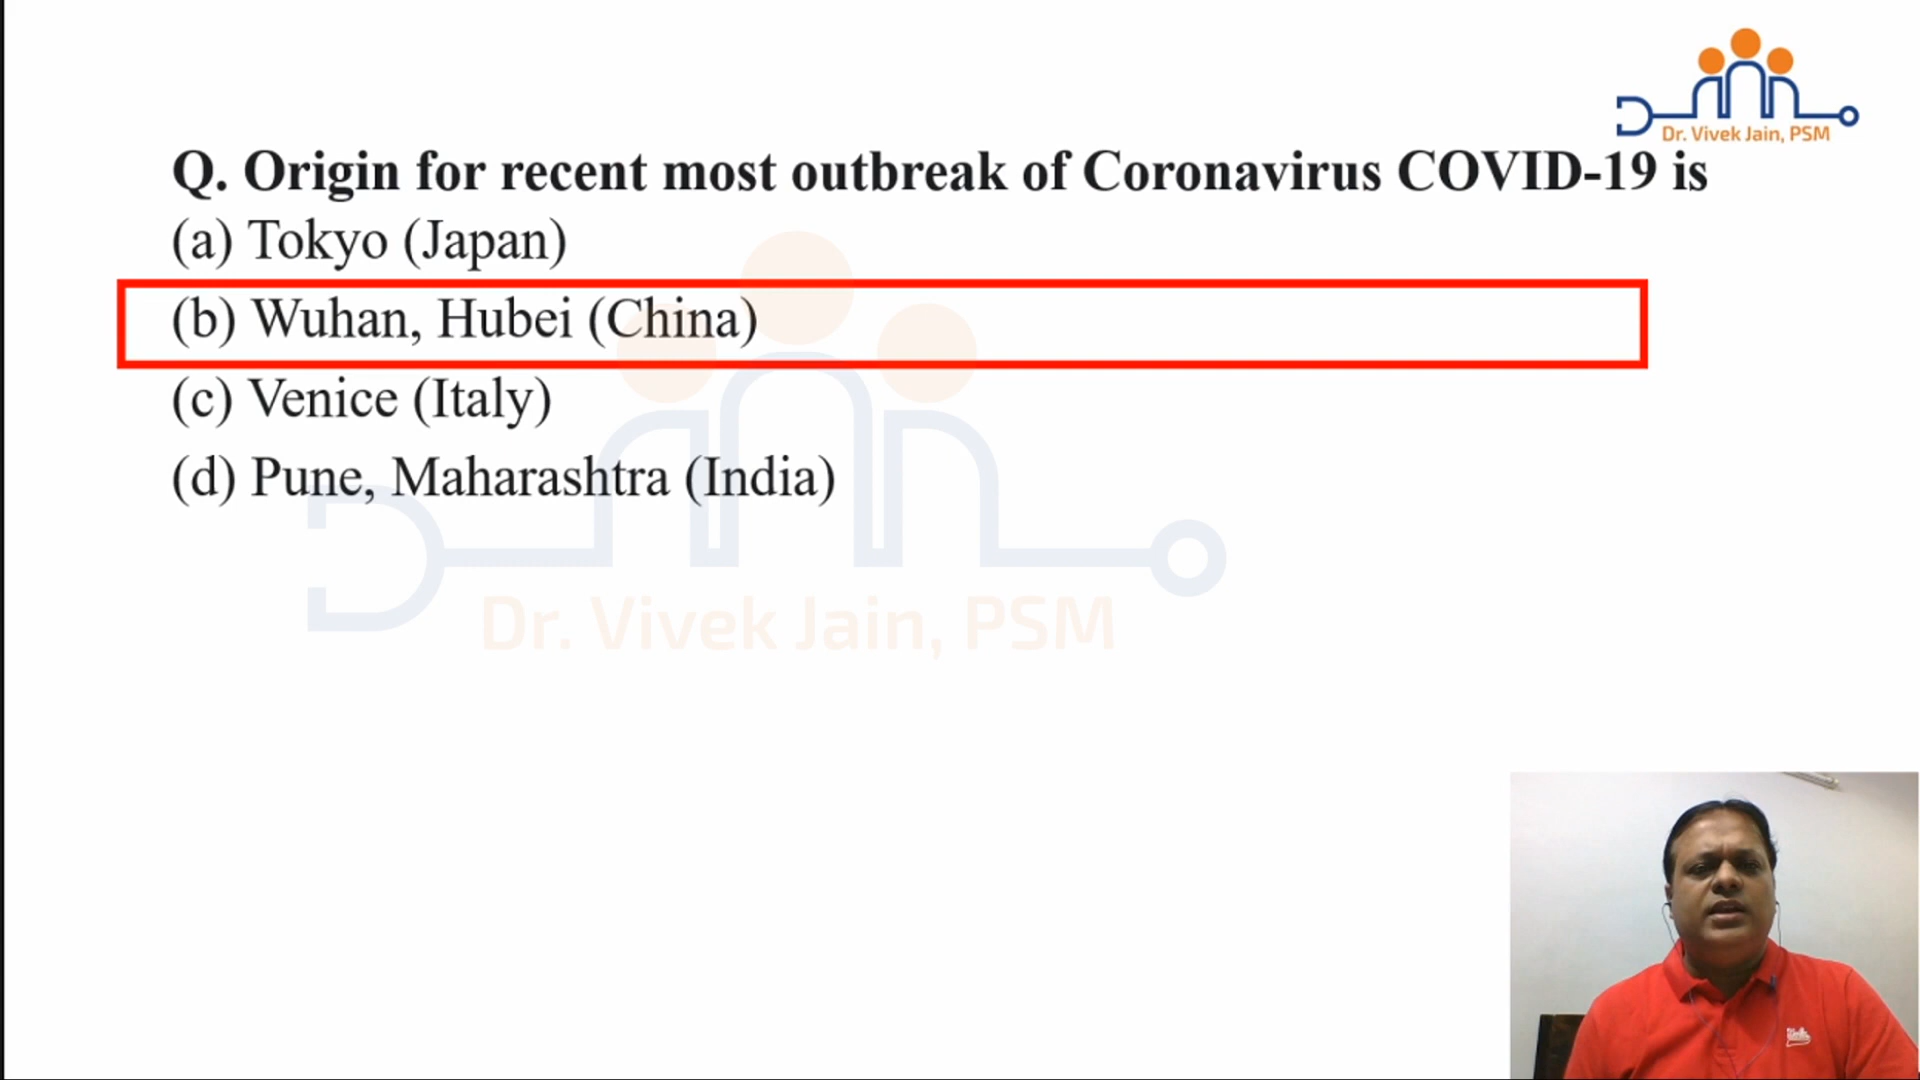 Dr. Vivek Jain, PSM
Q. Origin for recent most outbreak of Coronavirus COVID-19 is
(a) Tokyo (Japan)
(b) Wuhan, Hubei (China)
(c) Venice (Italy)
(d) Pune, Maharashtra (India)
Dr. Vivek Jain, PSM